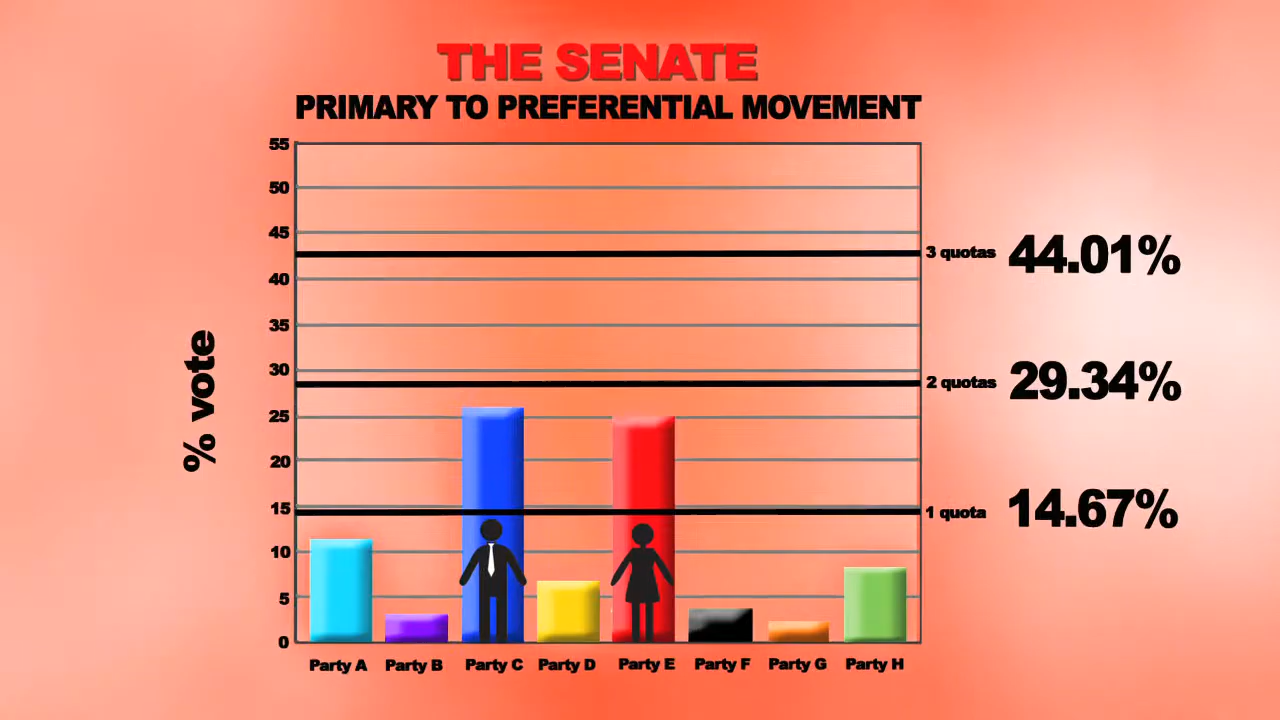 THE SENATE
PRIMARY TO PREFERENTIAL MOVEMENT
% vote
55
50
45
40
35
30
25
20
15
10
5
0
3 quotas 44.01%
2 quotas 29.34%
1 quota 14.67%
Party A Party B Party C Party D Party E Party F Party G Party H